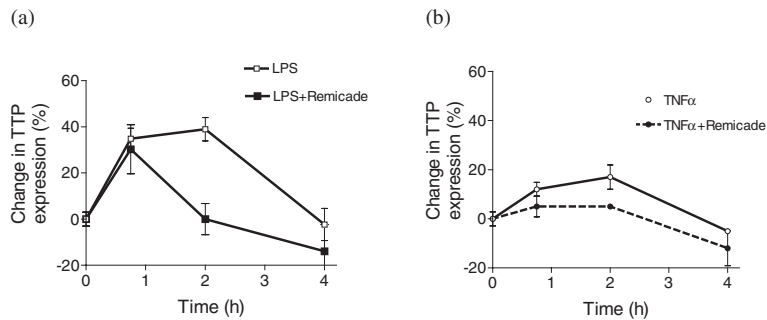 (a)
LPS
LPS+Remicade
Change in TTP
expression (%)
60
40
20
0
-20
0 1 2 3 4
Time (h)
(b)
TNFα
TNFα+Remicade
Change in TTP
expression (%)
60
40
20
0
-20
0 1 2 3 4
Time (h)